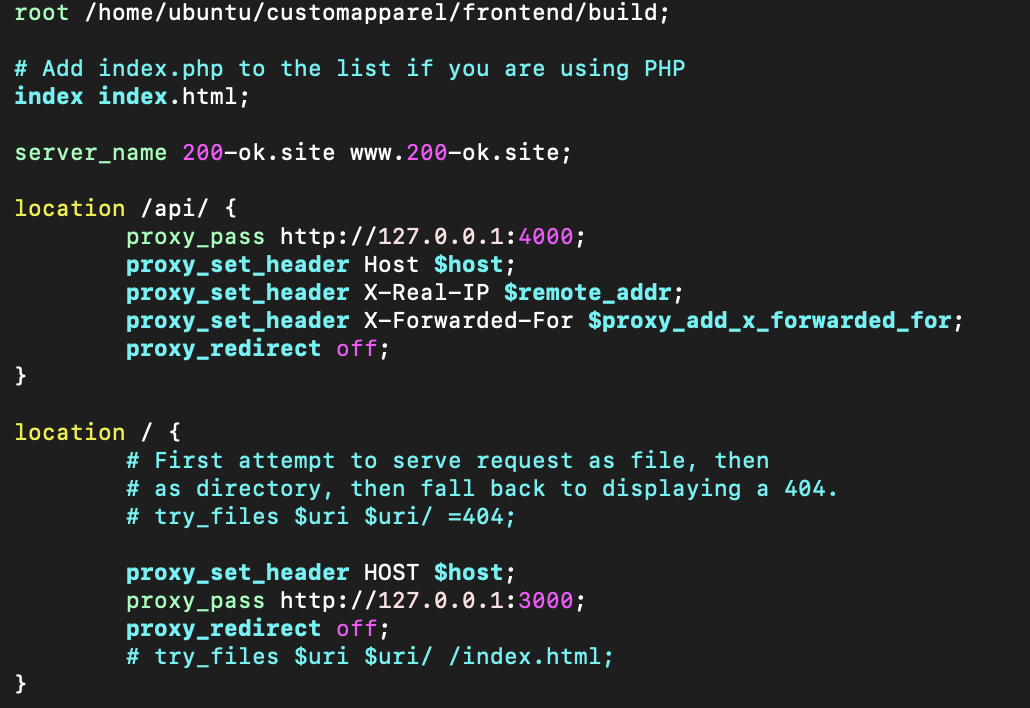 root /home/ubuntu/customapparel/frontend/build;
# Add index.php to the list if you are using PHP
index index.html;
server_name 200-ok.site www.200-ok.site;
location /api/ {
proxy_pass http://127.0.0.1:4000;
proxy_set_header Host $host;
proxy_set_header X-Real-IP $remote_addr;
proxy_set_header X-Forwarded-For $proxy_add_x_forwarded_for;
proxy_redirect off;
}
location / {
# First attempt to serve request as file, then
# as directory, then fall back to displaying a 404.
# try_files $uri $uri/ =404;
proxy_set_header HOST $host;
proxy_pass http://127.0.0.1:3000;
proxy_redirect off;
# try_files $uri $uri/ /index.html;
}